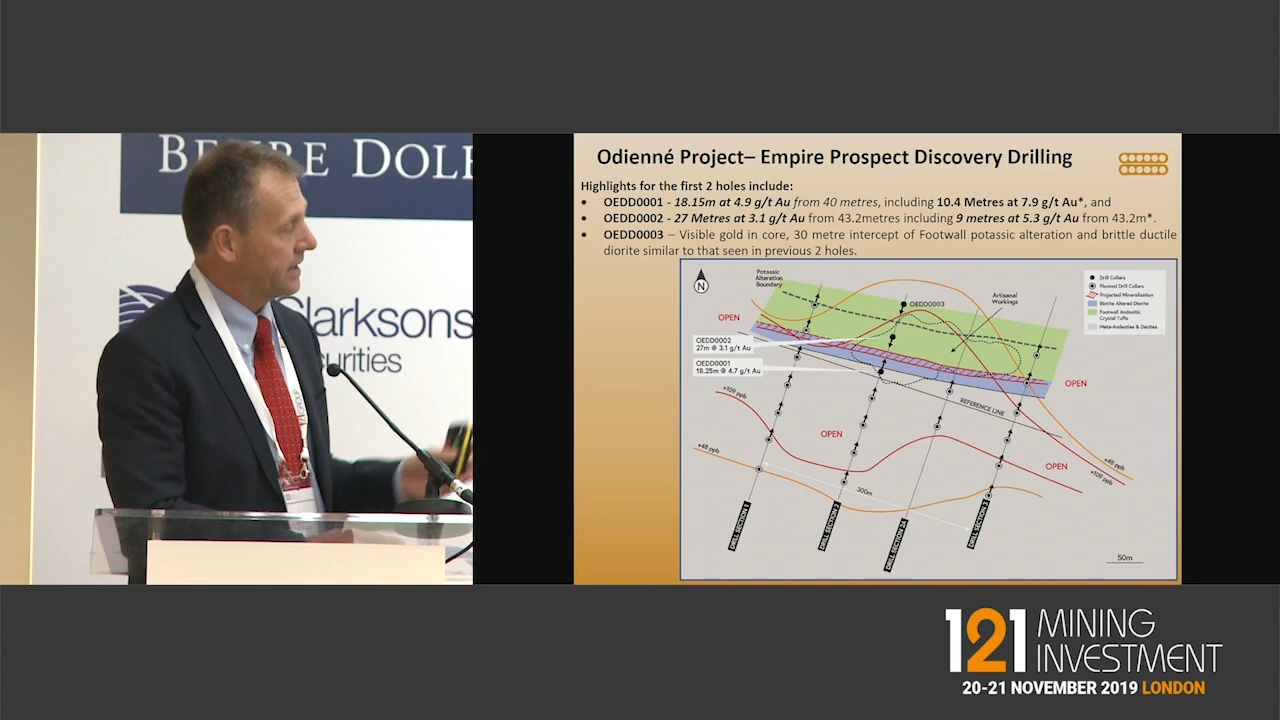 BE
RE DOLE
Clarksons
curities
Odienné Project– Empire Prospect Discovery Drilling
Highlights for the first 2 holes include:
• OEDD0001 - 18.15m at 4.9 g/t Au from 40 metres, including 10.4 Metres at 7.9 g/t Au*, and
• OEDD0002 - 27 Metres at 3.1 g/t Au from 43.2metres including 9 metres at 5.3 g/t Au from 43.2m*.
• OEDD0003 – Visible gold in core, 30 metre intercept of Footwall potassic alteration and brittle ductile
diorite similar to that seen in previous 2 holes.
N
Potassic
Alteration
Boundary
OEDD0003
Artisanal
Workings
Drill Collars
Planned Drill Collars
Projected Mineralisation
Biotite Altered Diorite
Footwall Andesitic
Crystal Tuffs
Meta-Andesites & Dacites
OPEN
OEDD0002
27m @ 3.1 g/t Au
OEDD0001
18.25m @ 4.7 g/t Au
OPEN
+109 ppb
REFERENCE LINE
OPEN
+48 ppb
OPEN
+48 ppb
+109 ppb
300m
DRILL SECTION 1
DRILL SECTION 2
DRILL SECTION 2A
DRILL SECTION 3
50m
121 MINING
INVESTMENT
20-21 NOVEMBER 2019 LONDON